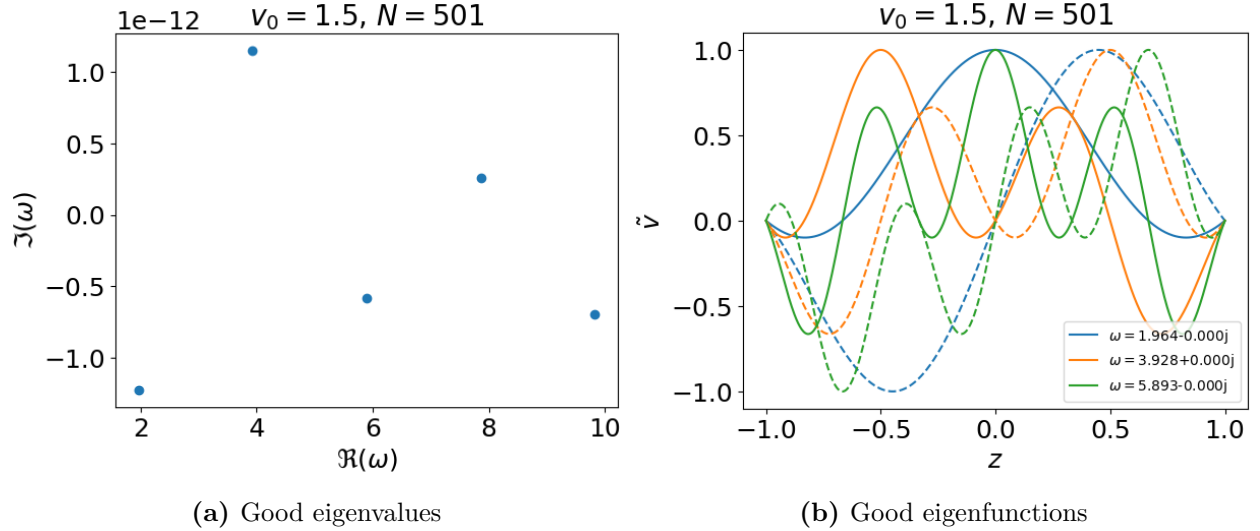 1e−12
v₀ = 1.5, N = 501
1.0
0.5
0.0
−0.5
−1.0
ℑ(ω)
2 4 6 8 10
ℜ(ω)
(a) Good eigenvalues
v₀ = 1.5, N = 501
1.0
0.5
0.0
−0.5
−1.0
ṽ
ω = 1.964-0.000j
ω = 3.928+0.000j
ω = 5.893-0.000j
−1.0 −0.5 0.0 0.5 1.0
z
(b) Good eigenfunctions